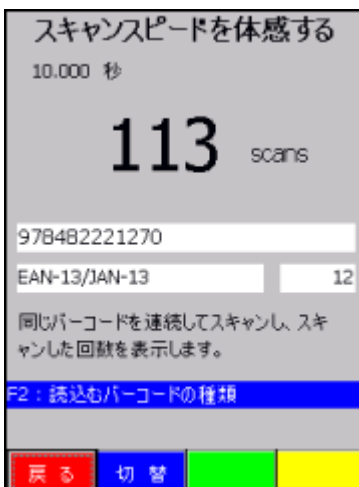 スキャンスピードを体感する
10.000 秒
113 scans
978482221270
EAN-13/JAN-13 12
同じバーコードを連続してスキャンし、スキ
ャンした回数を表示します。
F2：読込むバーコードの種類
戻る 切替